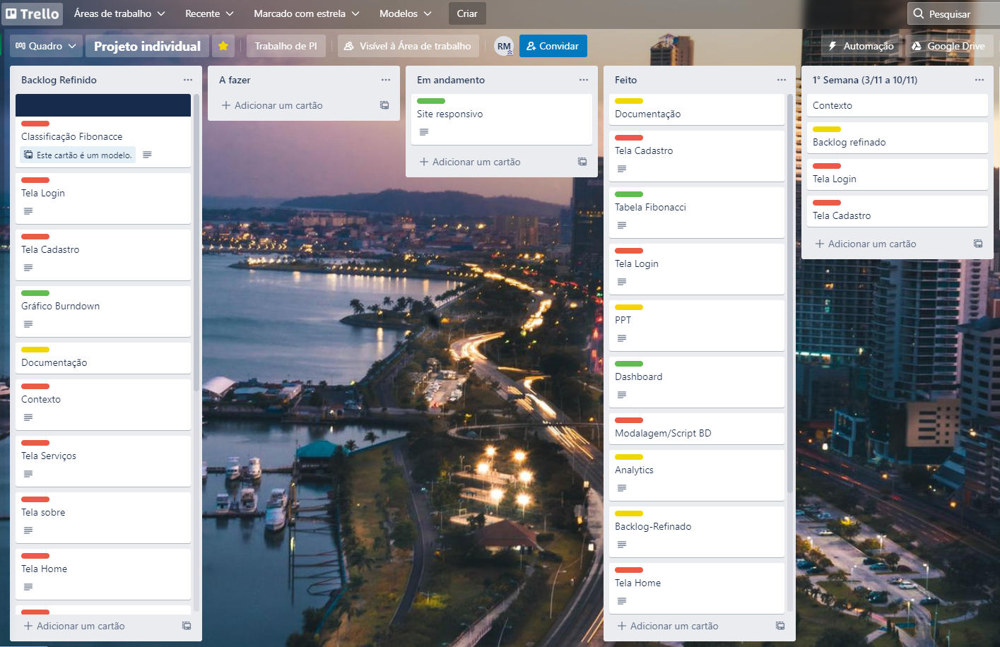 Trello
Áreas de trabalho
Recente
Marcado com estrela
Modelos
Criar
Pesquisar
Quadro
Projeto individual
Trabalho de PI
Visível à Área de trabalho
RM
Convidar
Automação
Google Drive
Backlog Refinido
Classificação Fibonacce
Este cartão é um modelo.
Tela Login
Tela Cadastro
Gráfico Burndown
Documentação
Contexto
Tela Serviços
Tela sobre
Tela Home
Adicionar um cartão
A fazer
Adicionar um cartão
Em andamento
Site responsivo
Adicionar um cartão
Feito
Documentação
Tela Cadastro
Tabela Fibonacci
Tela Login
PPT
Dashboard
Modalagem/Script BD
Analytics
Backlog-Refinado
Tela Home
Adicionar um cartão
1° Semana (3/11 a 10/11)
Contexto
Backlog refinado
Tela Login
Tela Cadastro
Adicionar um cartão